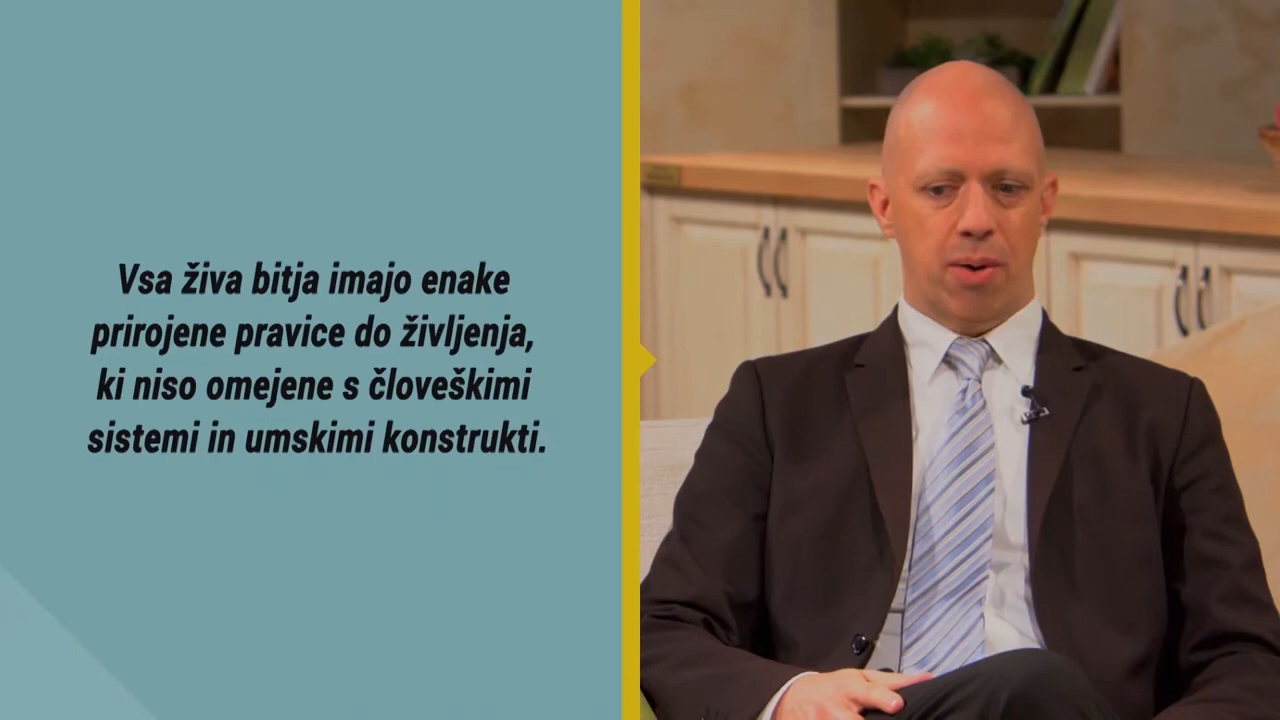 Vsa živa bitja imajo enake
prirojene pravice do življenja,
ki niso omejene s človeškimi
sistemi in umskimi konstrukti.